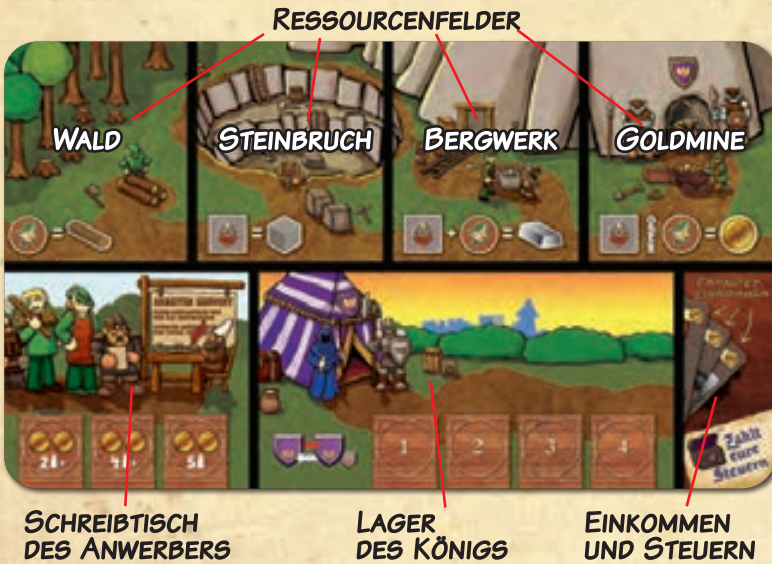 RESSOURCENFELDER
WALD
STEINBRUCH
BERGWERK
GOLDMINE
1 2 3 4
Zahlt
eure
Steuern
SCHREIBTISCH
DES ANWERBERS
LAGER
DES KÖNIGS
EINKOMMEN
UND STEUERN